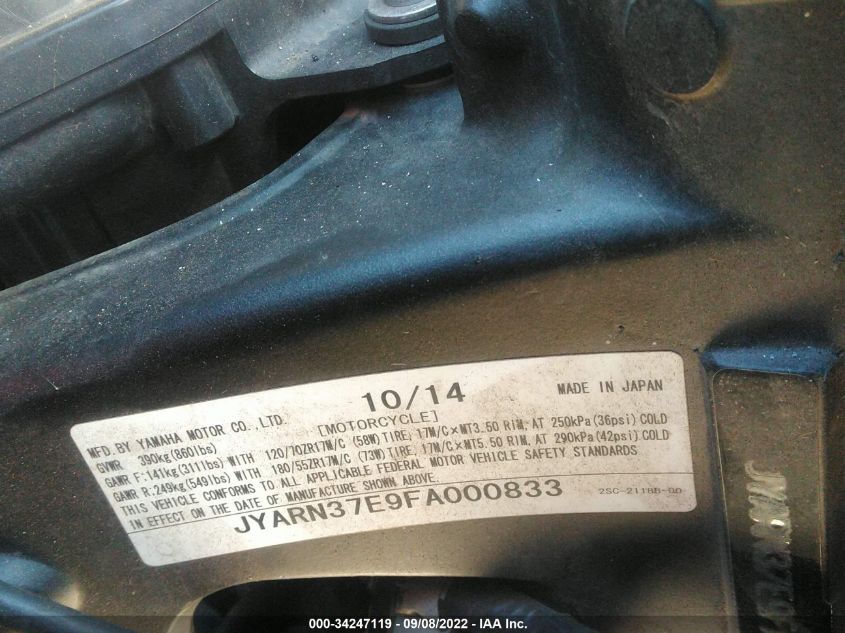 10/14
MADE IN JAPAN
MFD. BY YAMAHA MOTOR CO., LTD. [MOTORCYCLE]
GVWR 390kg(860lbs)
GAWR F:141kg(311lbs) WITH 120/70ZR17M/C (58W) TIRE, 17M/C×MT3.50 RIM, AT 250kPa(36psi) COLD
GAWR R:249kg(549lbs) WITH 180/55ZR17M/C (73W) TIRE, 17M/C×MT5.50 RIM, AT 290kPa(42psi) COLD
THIS VEHICLE CONFORMS TO ALL APPLICABLE FEDERAL MOTOR VEHICLE SAFETY STANDARDS
IN EFFECT ON THE DATE OF MANUFACTURE SHOWN ABOVE.
JYARN37E9FA000833
000-34247119 - 09/08/2022 - IAA Inc.